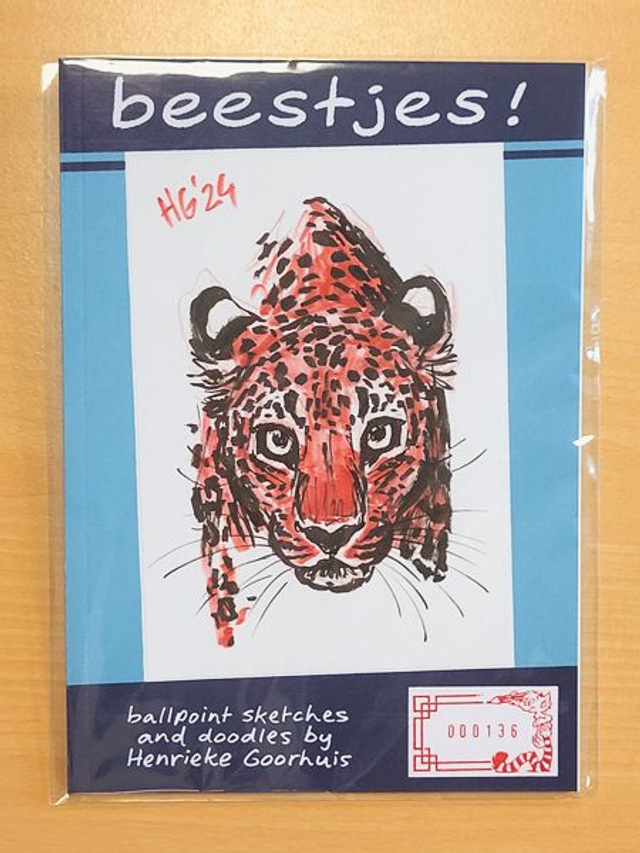 beestjes!
HG'24
ballpoint sketches
and doodles by
Henrieke Goorhuis
000136